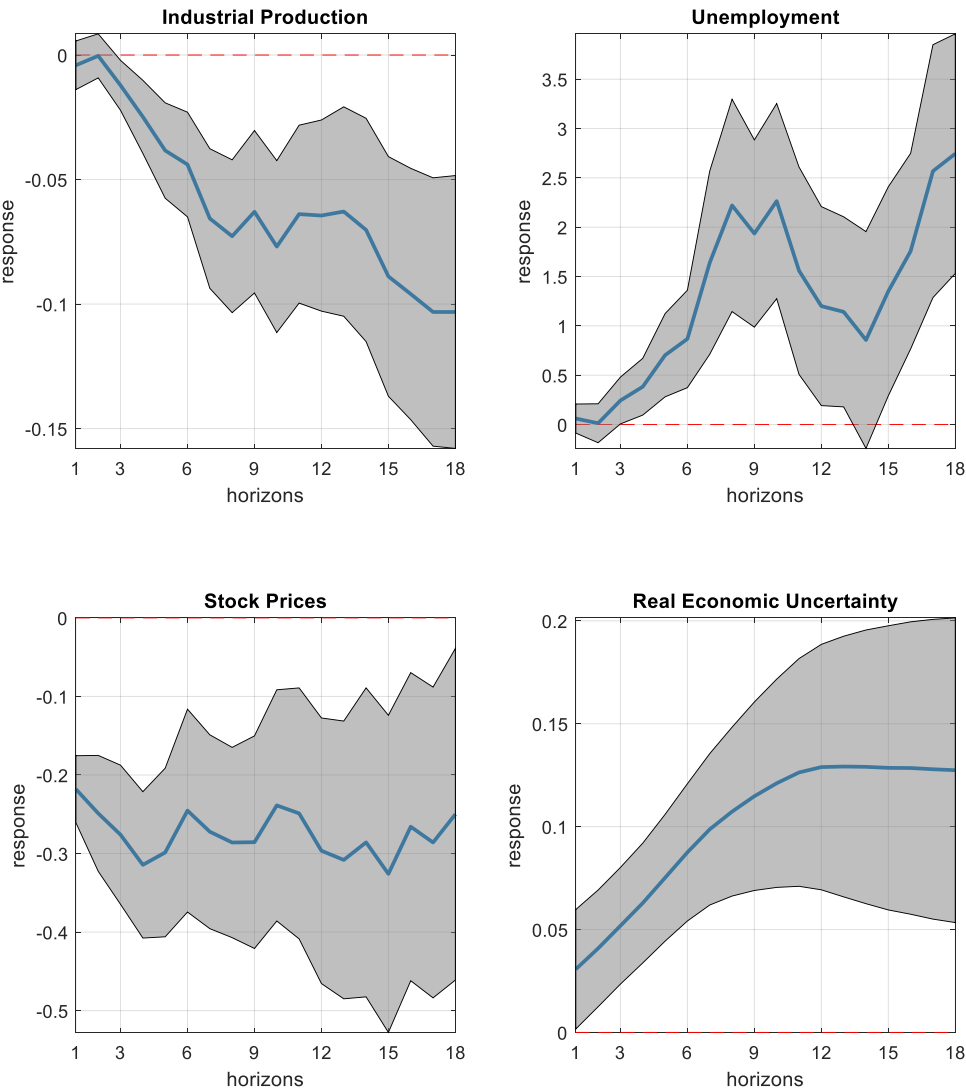 Industrial Production
0
-0.05
-0.1
-0.15
response
1 3 6 9 12 15 18
horizons
Unemployment
3.5
3
2.5
2
1.5
1
0.5
0
response
1 3 6 9 12 15 18
horizons
Stock Prices
0
-0.1
-0.2
-0.3
-0.4
-0.5
response
1 3 6 9 12 15 18
horizons
Real Economic Uncertainty
0.2
0.15
0.1
0.05
0
response
1 3 6 9 12 15 18
horizons